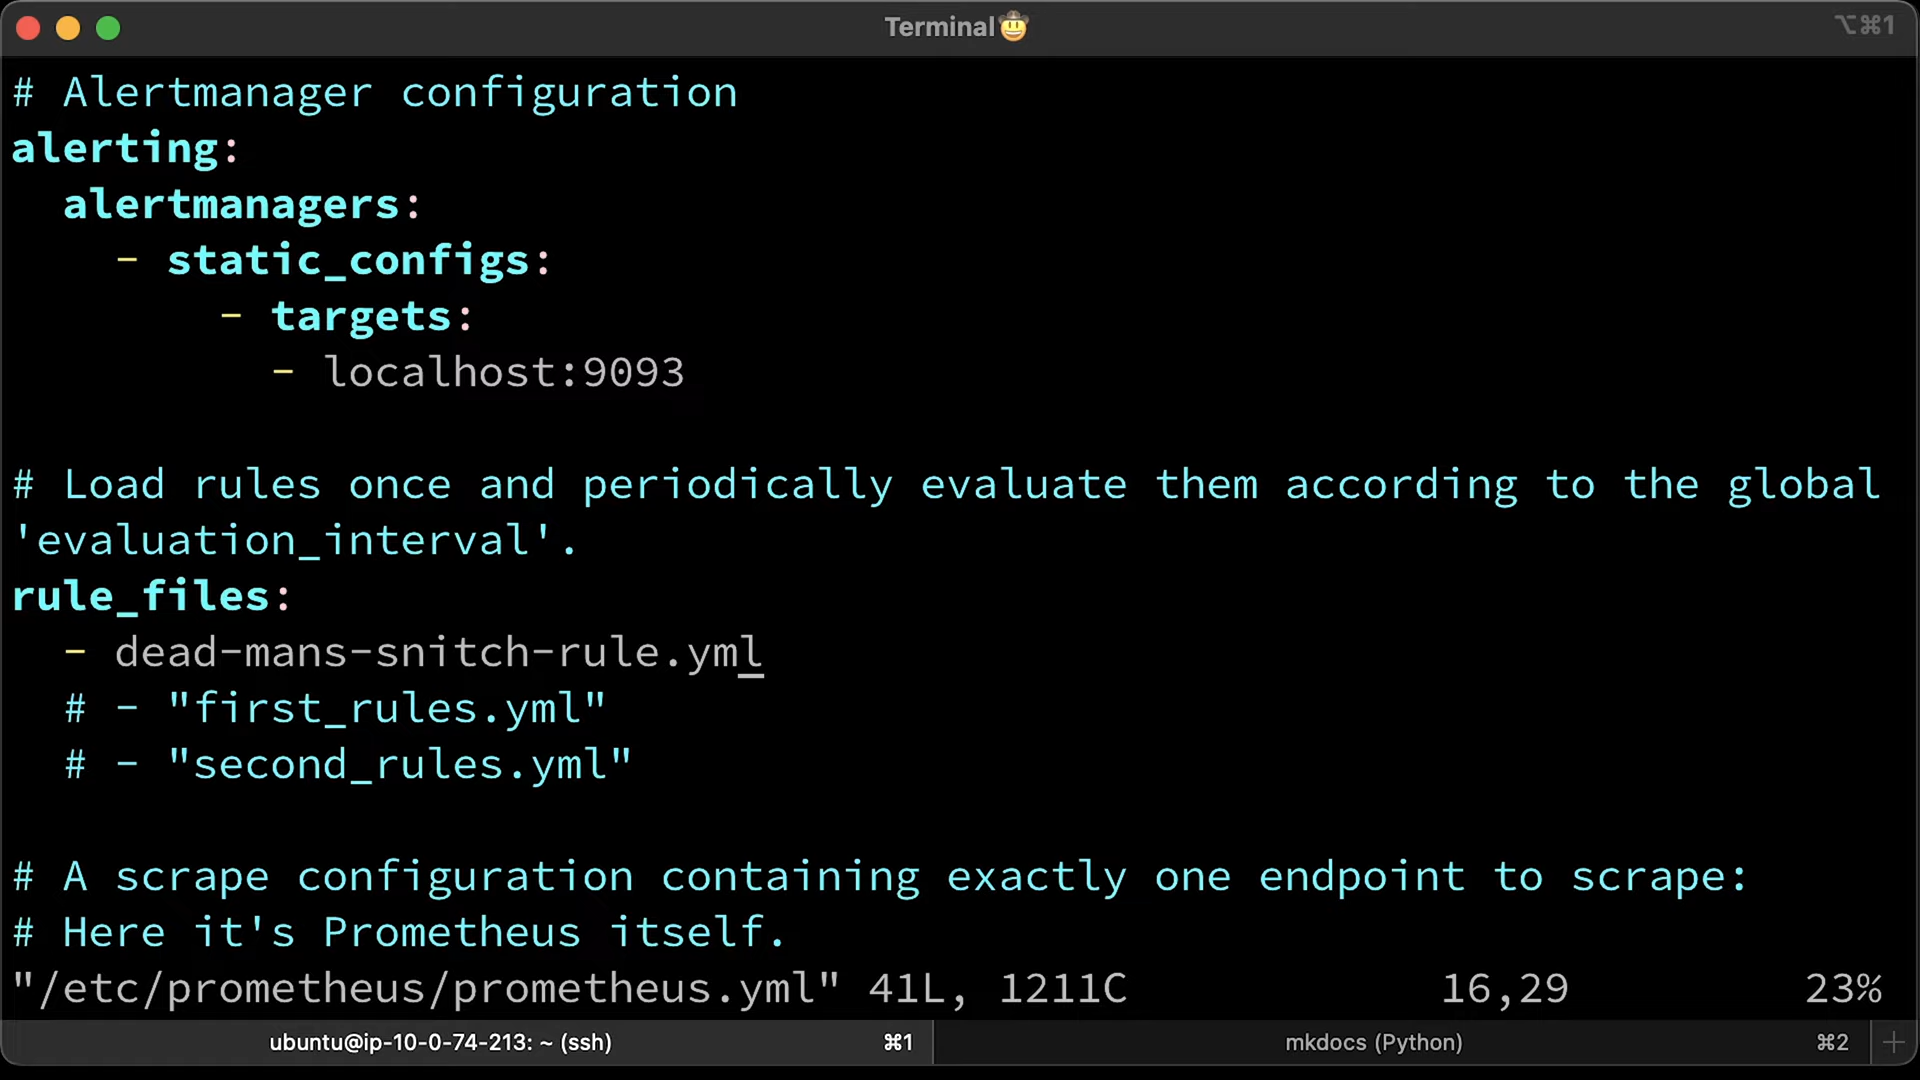 Terminal🤠
⌥⌘1
# Alertmanager configuration
alerting:
  alertmanagers:
    - static_configs:
        - targets:
          - localhost:9093

# Load rules once and periodically evaluate them according to the global
'evaluation_interval'.
rule_files:
  - dead-mans-snitch-rule.yml
  # - "first_rules.yml"
  # - "second_rules.yml"

# A scrape configuration containing exactly one endpoint to scrape:
# Here it's Prometheus itself.
"/etc/prometheus/prometheus.yml" 41L, 1211C 16,29 23%
ubuntu@ip-10-0-74-213: ~ (ssh) ⌘1 mkdocs (Python) ⌘2 +